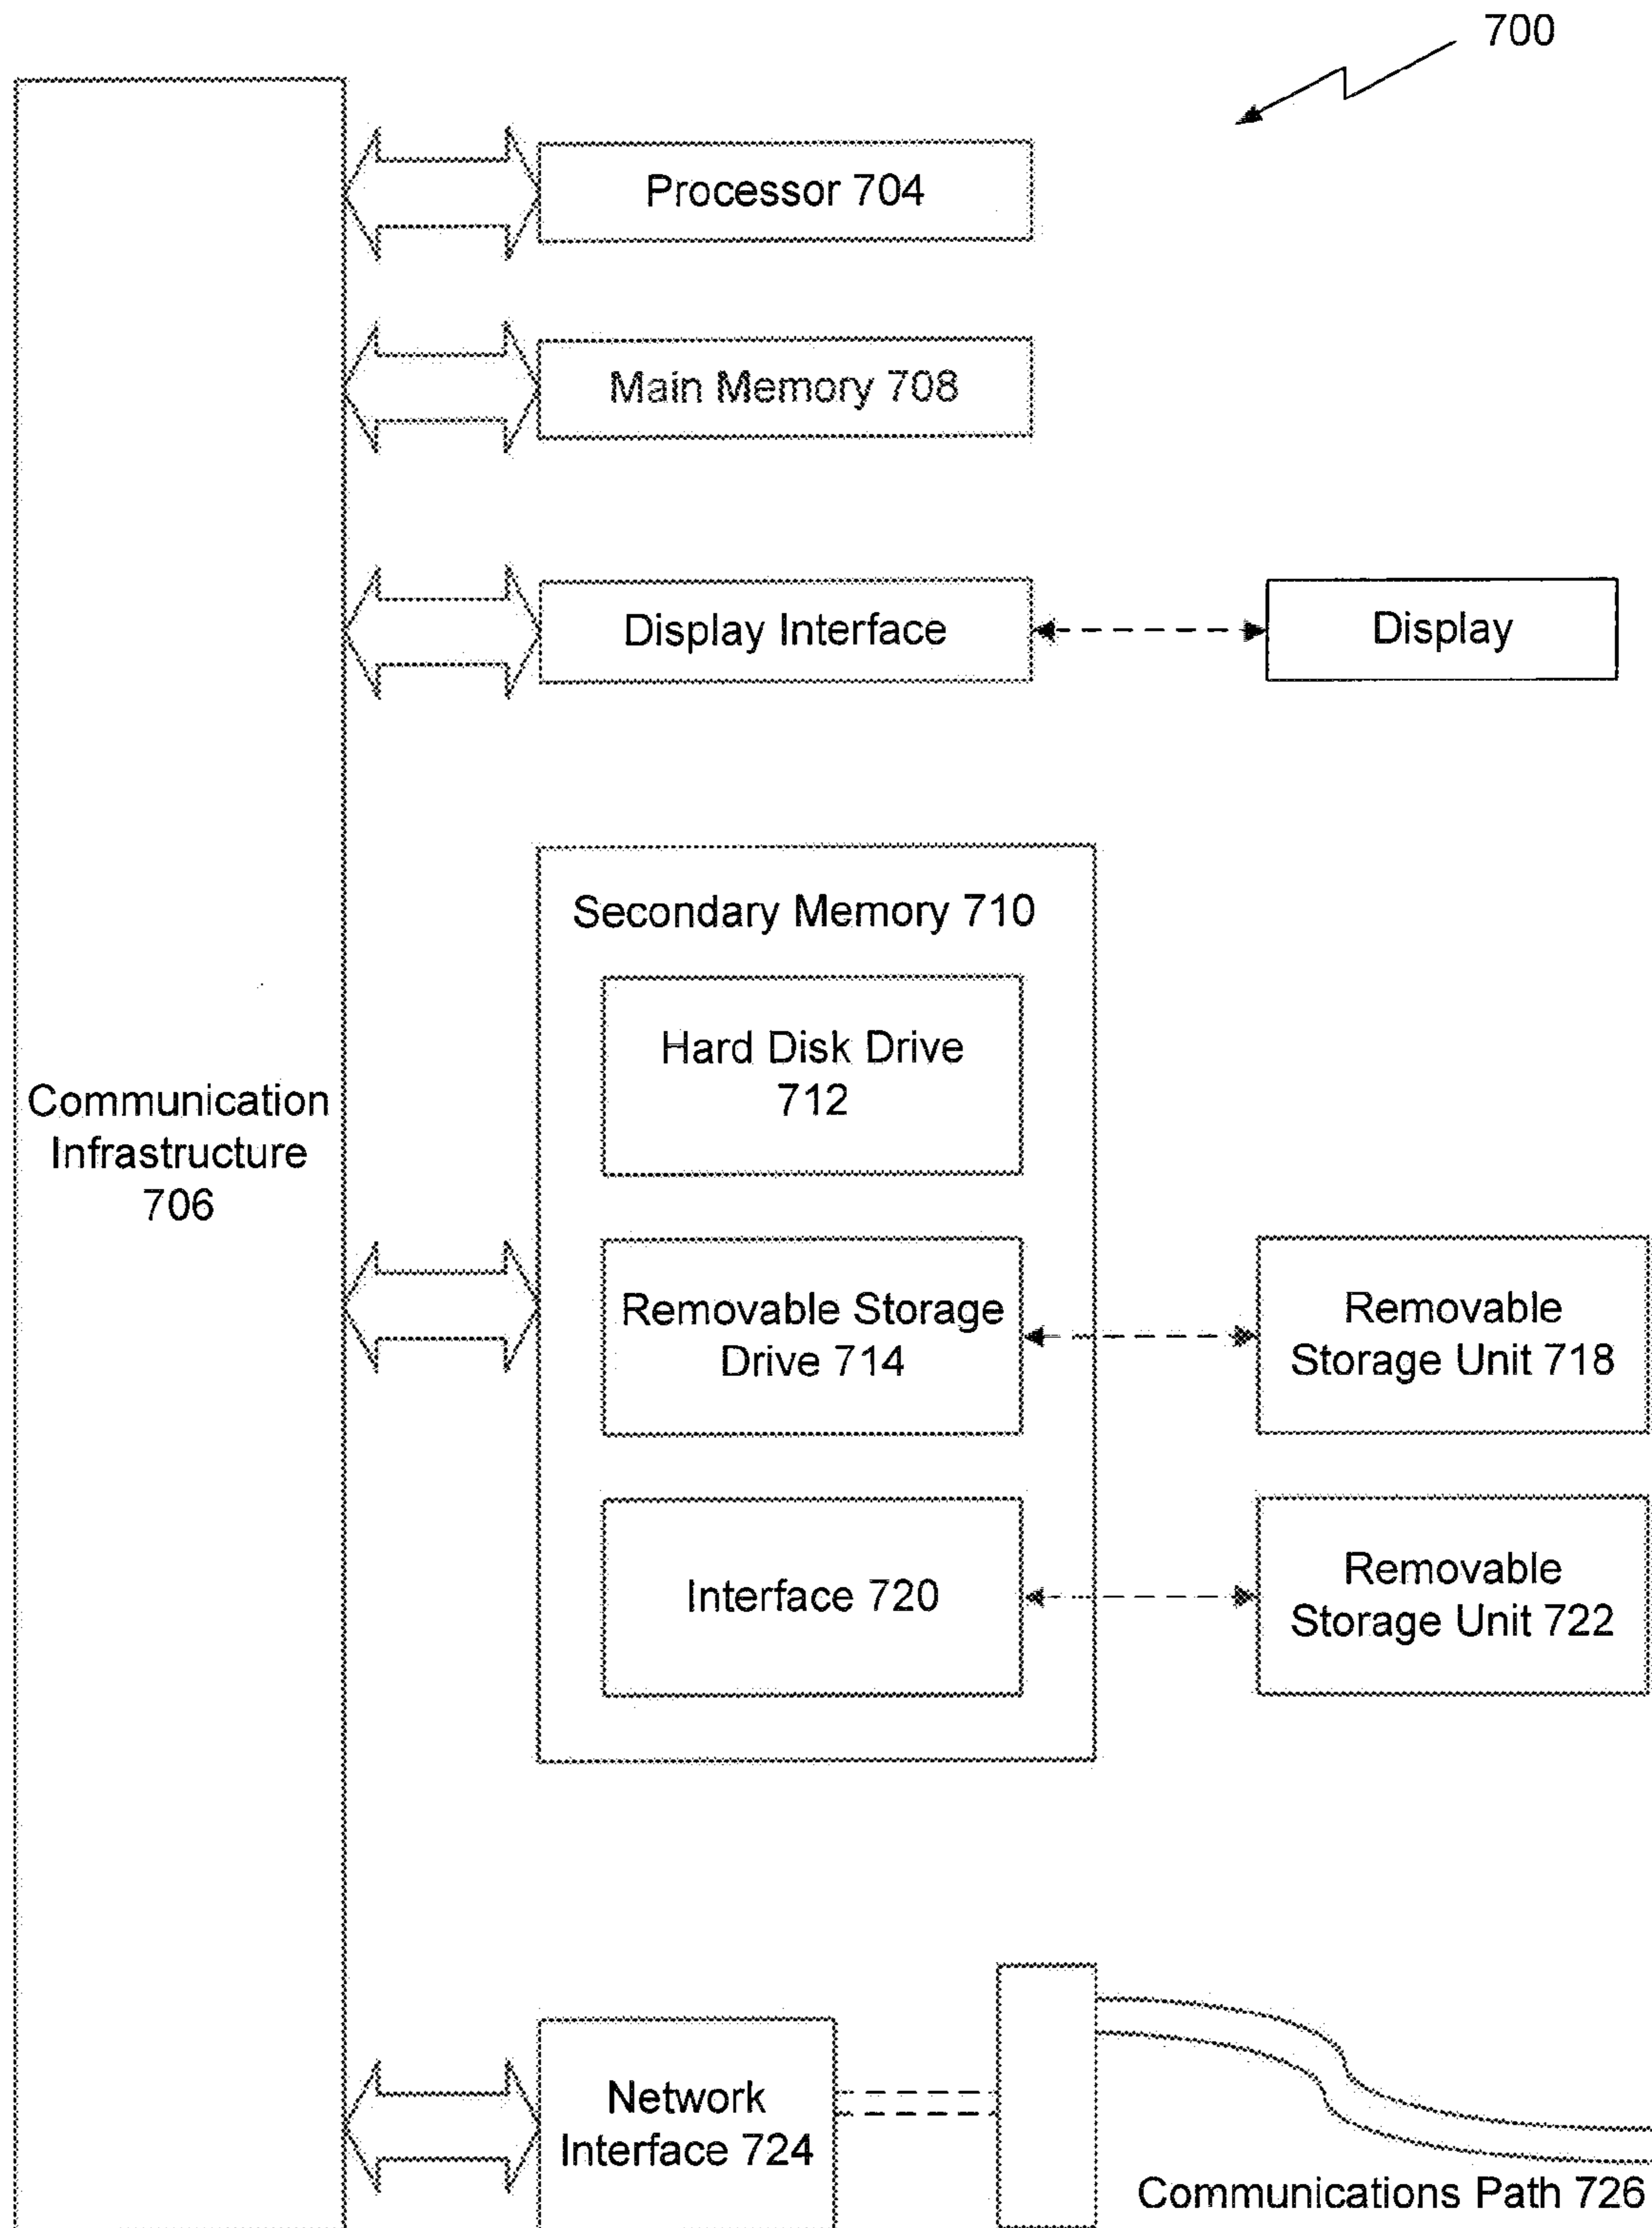 700
Processor 704
Main Memory 708
Display Interface
Display
Secondary Memory 710
Hard Disk Drive
712
Communication
Infrastructure
706
Removable Storage
Drive 714
Removable
Storage Unit 718
Interface 720
Removable
Storage Unit 722
Network
Interface 724
Communications Path 726